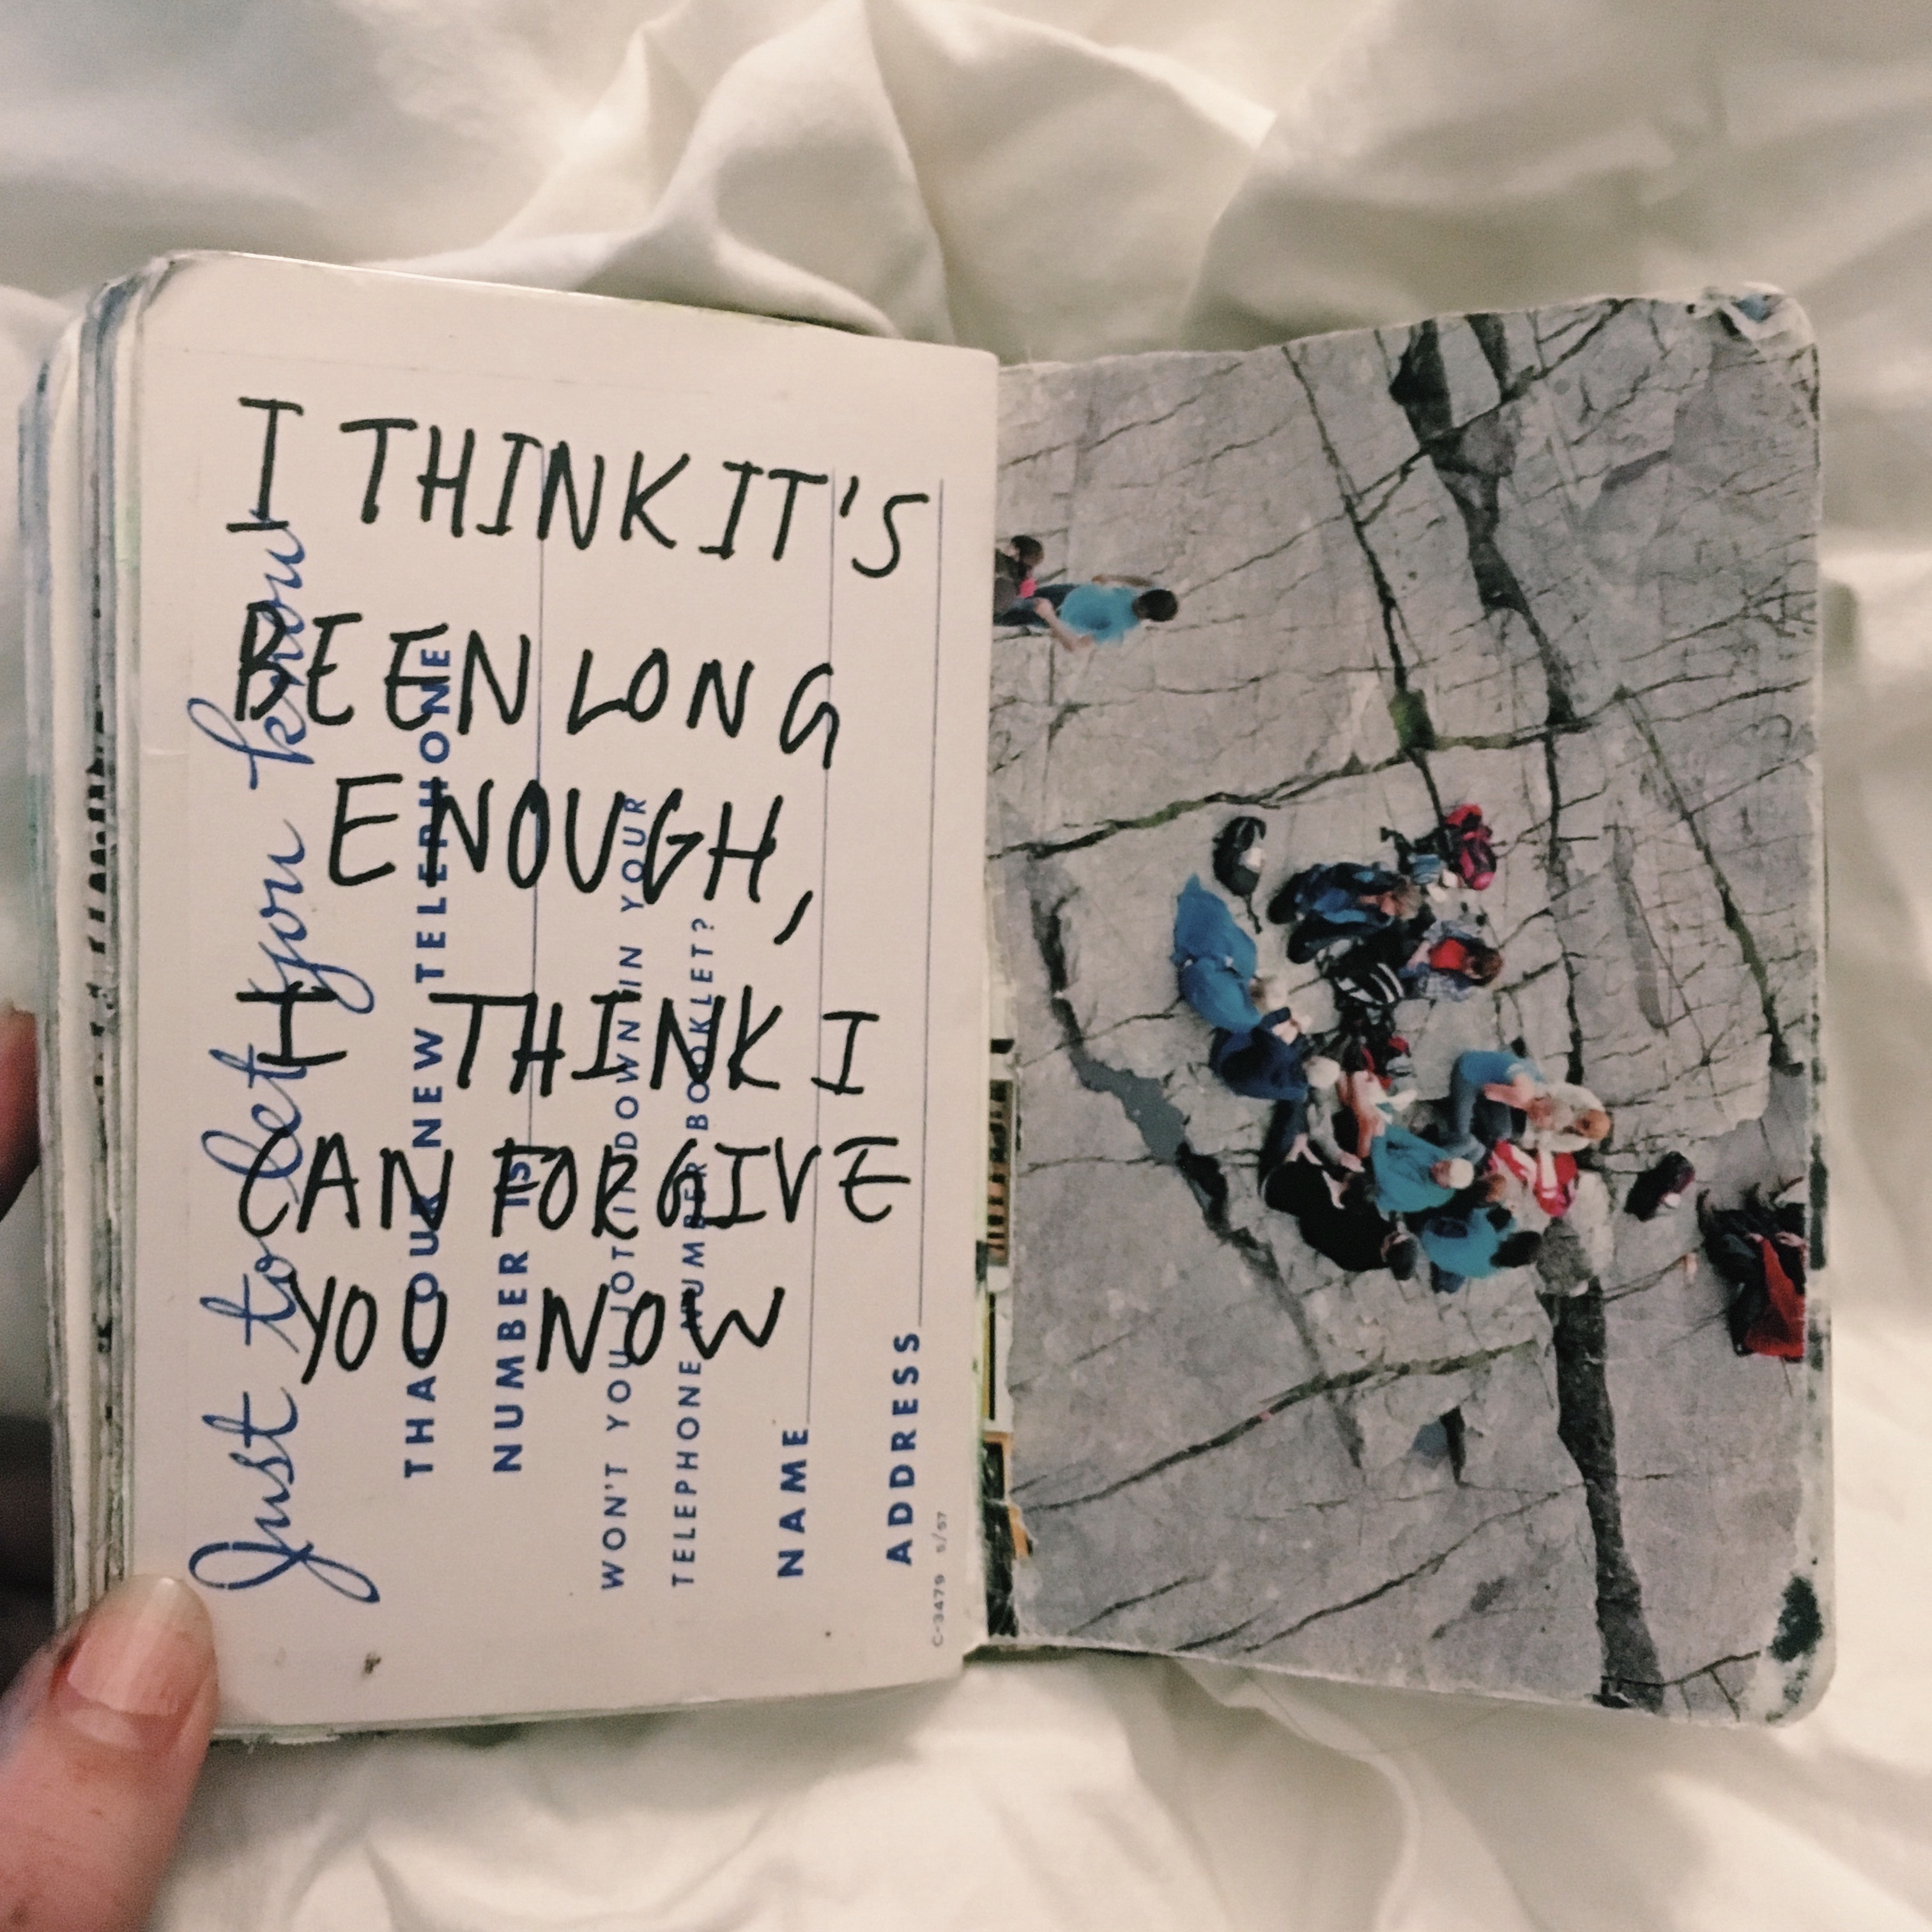 I THINK IT'S
BEEN LONG
ENOUGH,
I THINK I
CAN FORGIVE
YOU NOW
Just to let you know
THAT OUR NEW TELEPHONE
NUMBER IS
WON'T YOU JOT IT DOWN IN YOUR
TELEPHONE NUMBER BOOKLET?
NAME
ADDRESS
C-3479 5/57